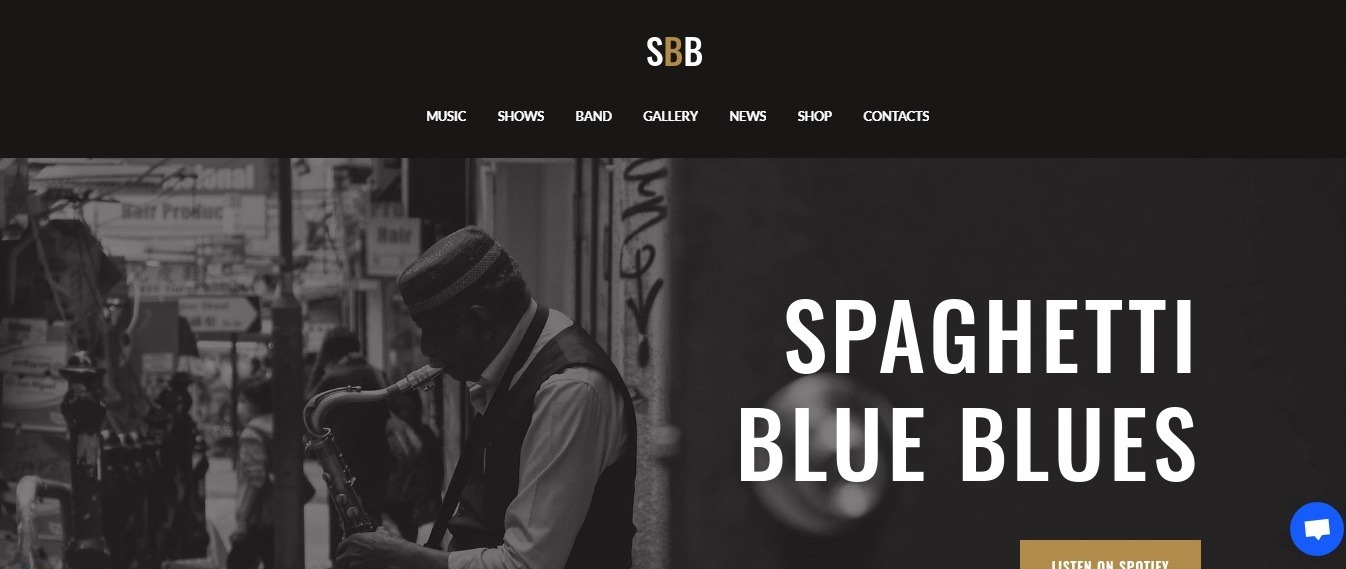 SBB
MUSIC SHOWS BAND GALLERY NEWS SHOP CONTACTS
Hair Produc
Hair
SPAGHETTI
BLUE BLUES
LISTEN ON SPOTIFY